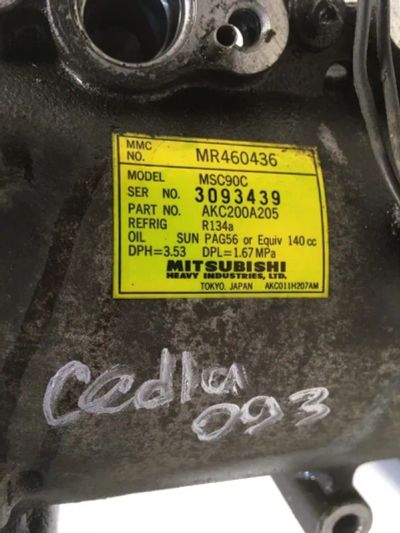 MMC
NO. MR460436
MODEL MSC90C
SER NO. 3093439
PART NO. AKC200A205
REFRIG R134a
OIL SUN PAG56 or Equiv 140 cc
DPH=3.53 DPL=1.67MPa
MITSUBISHI
HEAVY INDUSTRIES, LTD.
TOKYO, JAPAN AKC011H207AM
093